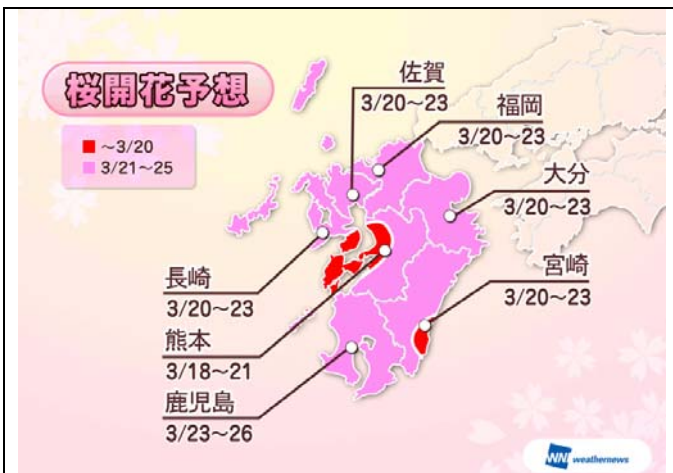 桜開花予想
~3/20
3/21~25
佐賀
3/20~23
福岡
3/20~23
大分
3/20~23
宮崎
3/20~23
長崎
3/20~23
熊本
3/18~21
鹿児島
3/23~26
WN weathernews